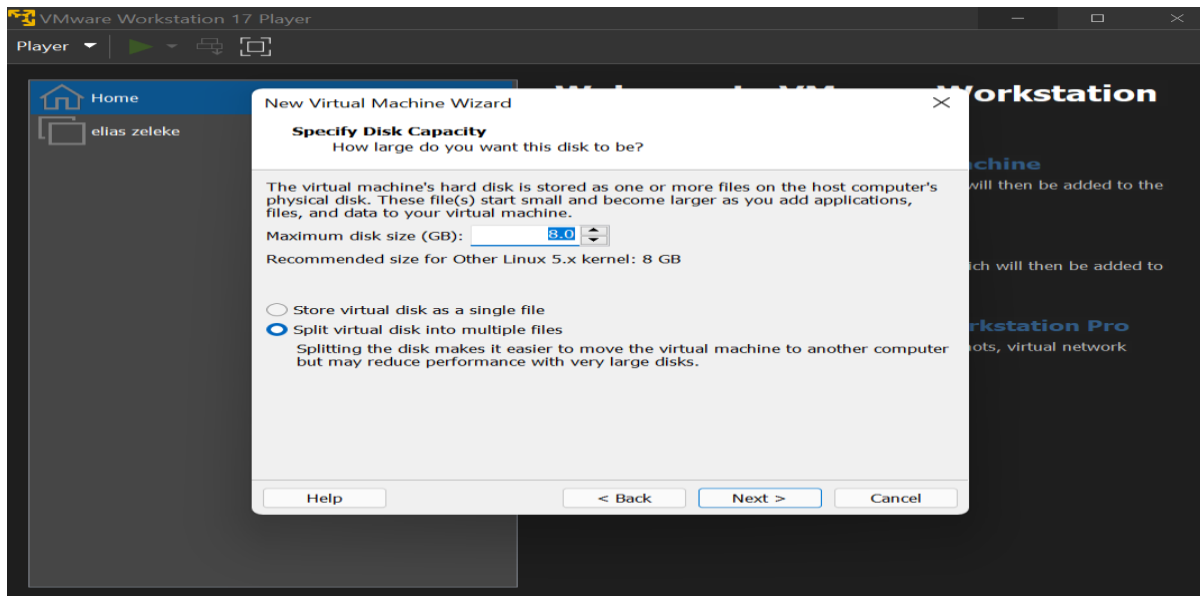 VMware Workstation 17 Player
Player
Home
elias zeleke
orkstation
chine
will then be added to the
ich will then be added to
rkstation Pro
ots, virtual network
New Virtual Machine Wizard
Specify Disk Capacity
How large do you want this disk to be?
The virtual machine's hard disk is stored as one or more files on the host computer's
physical disk. These file(s) start small and become larger as you add applications,
files, and data to your virtual machine.
Maximum disk size (GB): 8.0
Recommended size for Other Linux 5.x kernel: 8 GB
Store virtual disk as a single file
Split virtual disk into multiple files
Splitting the disk makes it easier to move the virtual machine to another computer
but may reduce performance with very large disks.
Help < Back Next > Cancel